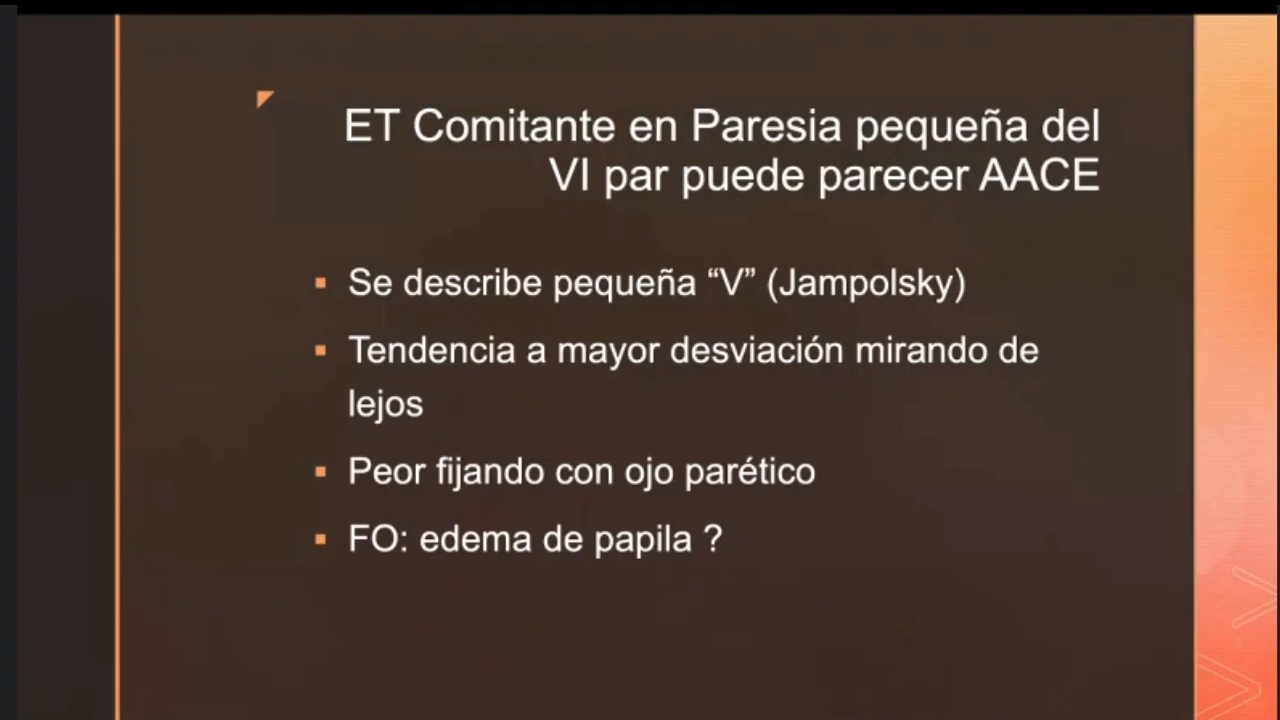 ET Comitante en Paresia pequeña del
VI par puede parecer AACE
Se describe pequeña “V” (Jampolsky)
Tendencia a mayor desviación mirando de
lejos
Peor fijando con ojo parético
FO: edema de papila ?